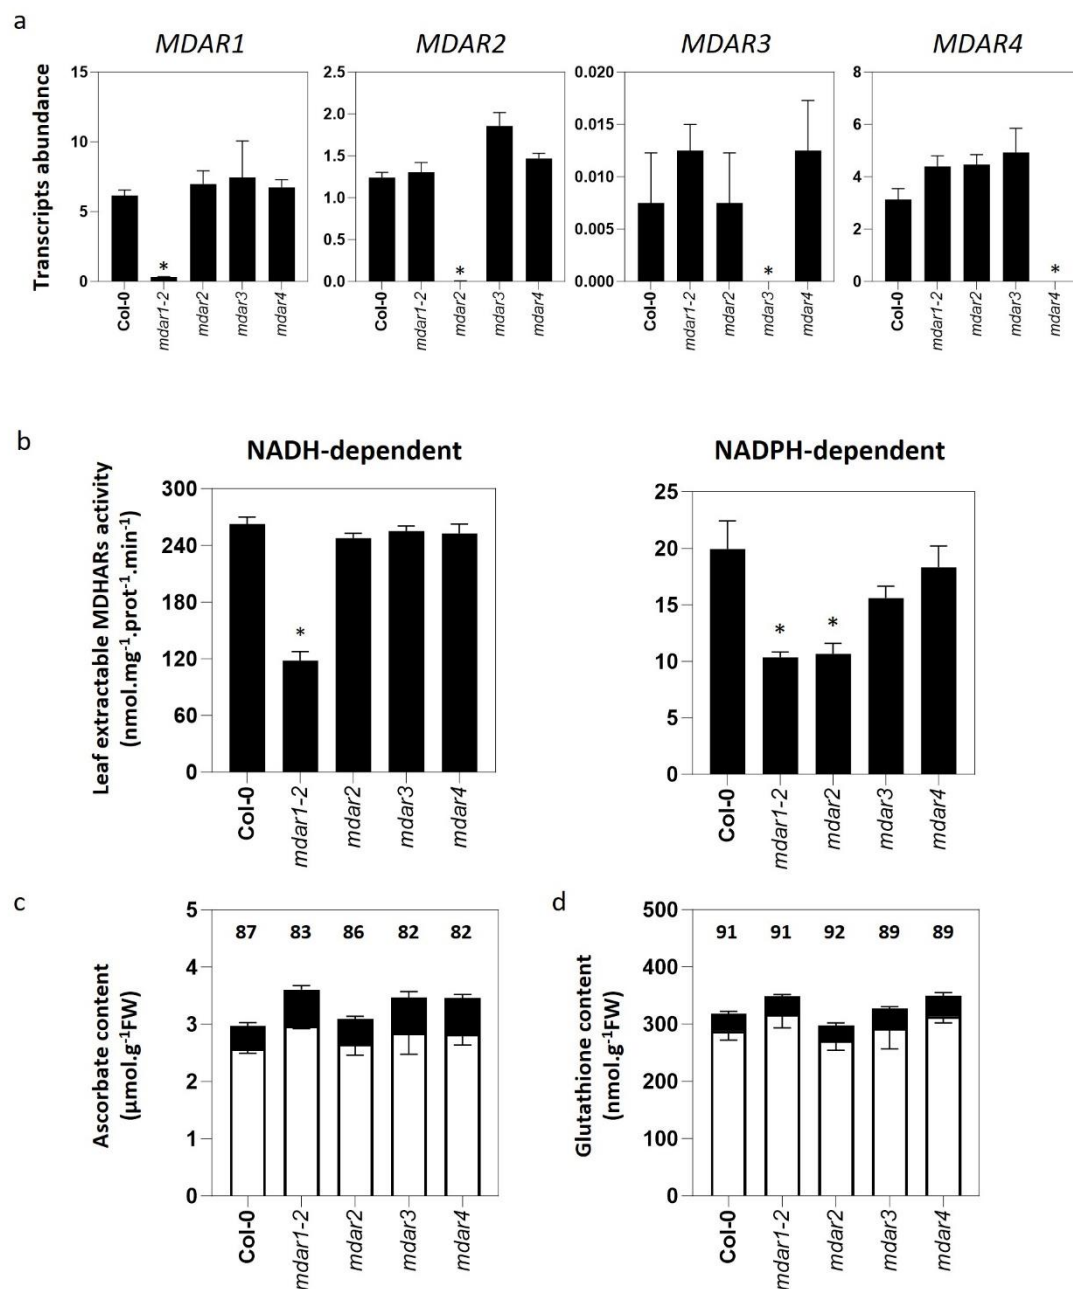 a
MDAR1 MDAR2 MDAR3 MDAR4
Transcripts abundance
15
10
5
0
*
Col-0 mdar1-2 mdar2 mdar3 mdar4
2.5
2.0
1.5
1.0
0.5
0.0
*
Col-0 mdar1-2 mdar2 mdar3 mdar4
0.020
0.015
0.010
0.005
0.000
*
Col-0 mdar1-2 mdar2 mdar3 mdar4
8
6
4
2
0
*
Col-0 mdar1-2 mdar2 mdar3 mdar4
b
NADH-dependent
Leaf extractable MDHARs activity
(nmol.mg⁻¹.prot⁻¹.min⁻¹)
300
240
180
120
60
0
*
Col-0 mdar1-2 mdar2 mdar3 mdar4
NADPH-dependent
25
20
15
10
5
0
* *
Col-0 mdar1-2 mdar2 mdar3 mdar4
c
Ascorbate content
(µmol.g⁻¹FW)
5
4
3
2
1
0
87 83 86 82 82
Col-0 mdar1-2 mdar2 mdar3 mdar4
d
Glutathione content
(nmol.g⁻¹FW)
500
400
300
200
100
0
91 91 92 89 89
Col-0 mdar1-2 mdar2 mdar3 mdar4